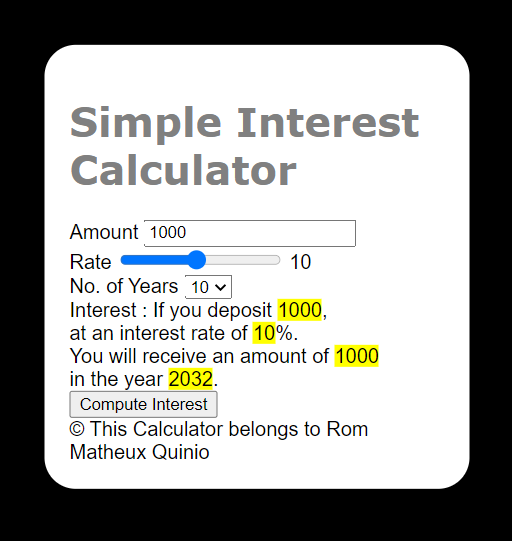 Simple Interest
Calculator
Amount 1000
Rate 10
No. of Years 10
Interest : If you deposit 1000,
at an interest rate of 10%.
You will receive an amount of 1000
in the year 2032.
Compute Interest
© This Calculator belongs to Rom
Matheux Quinio